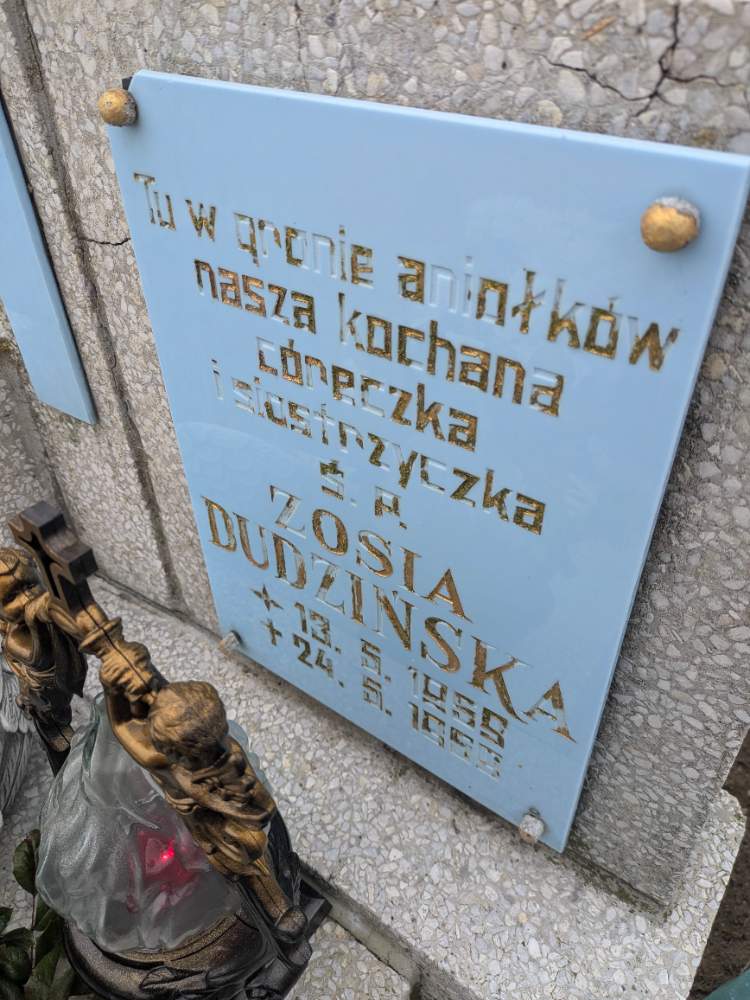 Tu w gronie aniołków
nasza kochana
córeczka
i siostrzyczka
Ś. P.
ZOSIA
DUDZIŃSKA
13. 5.
24. 5.